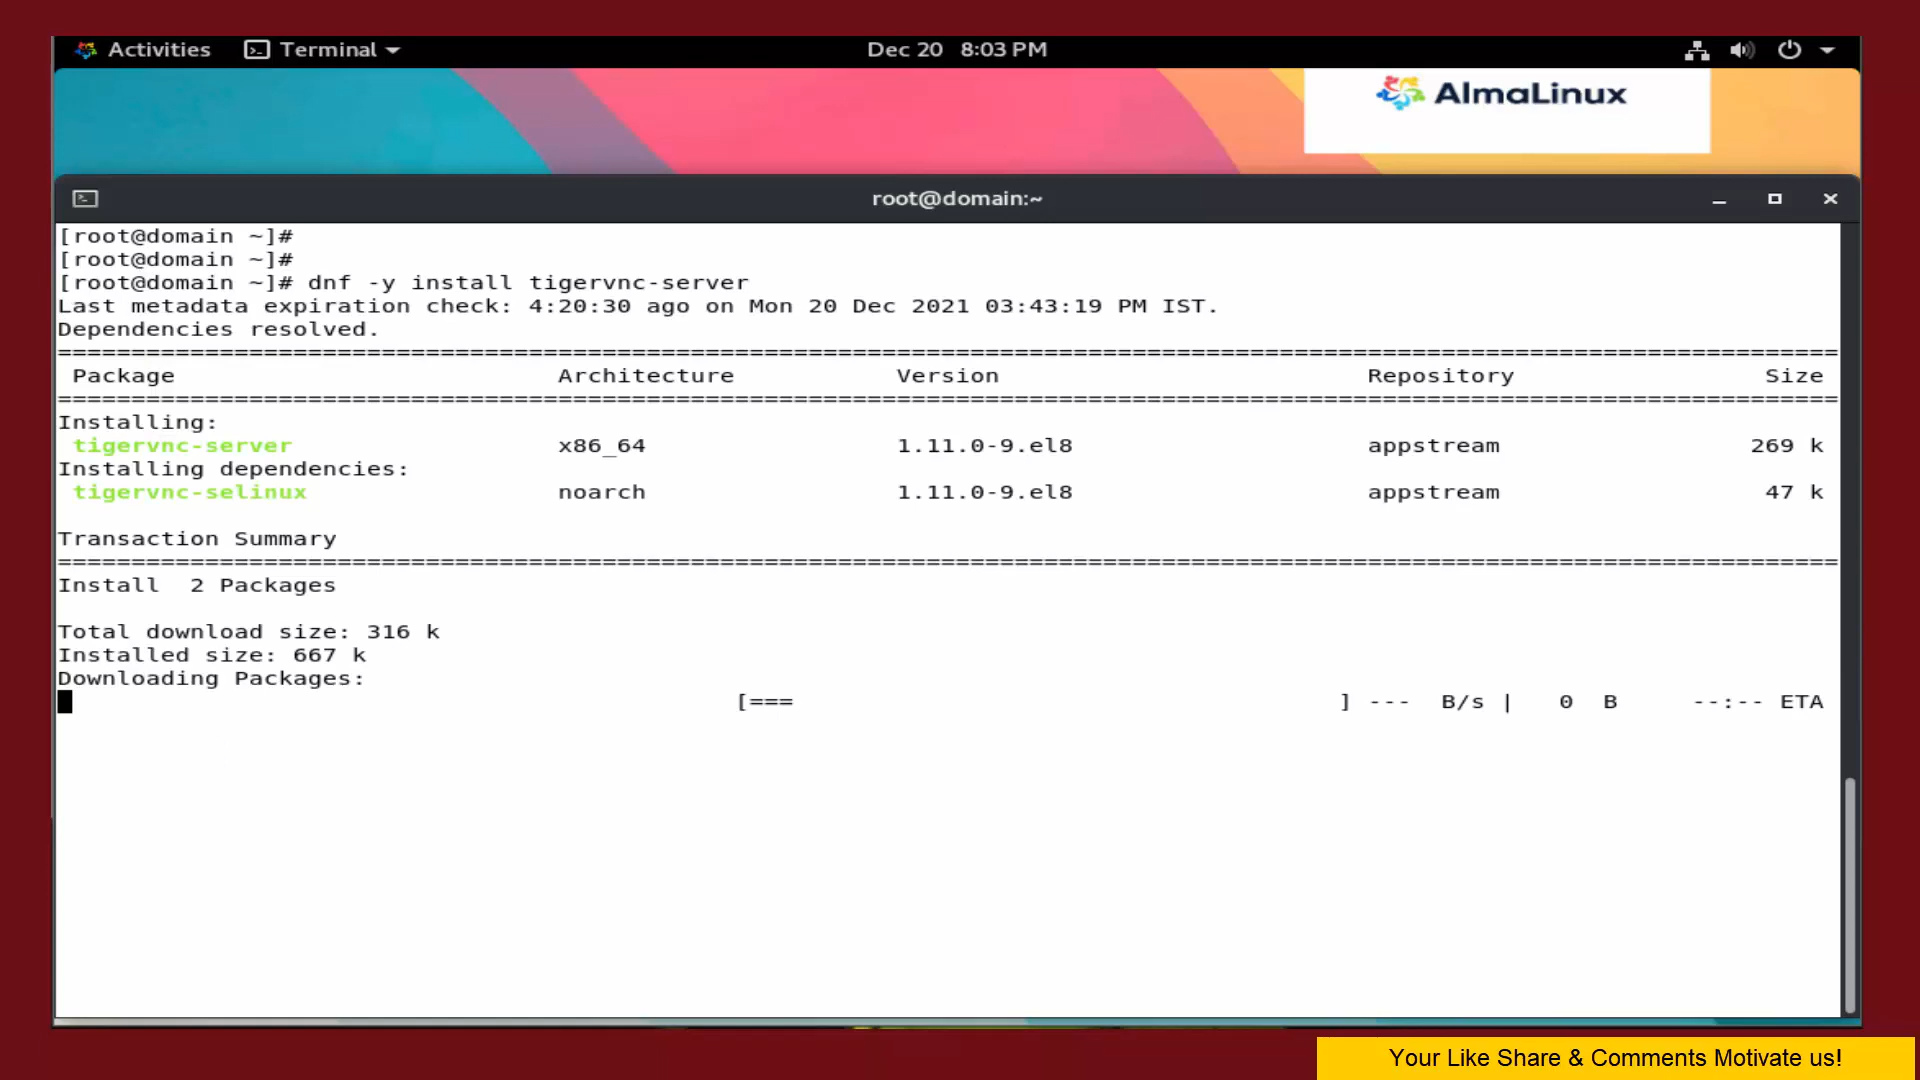 Activities Terminal Dec 20 8:03 PM
AlmaLinux
root@domain:~
[root@domain ~]#
[root@domain ~]#
[root@domain ~]# dnf -y install tigervnc-server
Last metadata expiration check: 4:20:30 ago on Mon 20 Dec 2021 03:43:19 PM IST.
Dependencies resolved.
Package Architecture Version Repository Size
Installing:
tigervnc-server x86_64 1.11.0-9.el8 appstream 269 k
Installing dependencies:
tigervnc-selinux noarch 1.11.0-9.el8 appstream 47 k
Transaction Summary
Install 2 Packages
Total download size: 316 k
Installed size: 667 k
Downloading Packages:
[=== ] --- B/s | 0 B --:-- ETA
Your Like Share & Comments Motivate us!